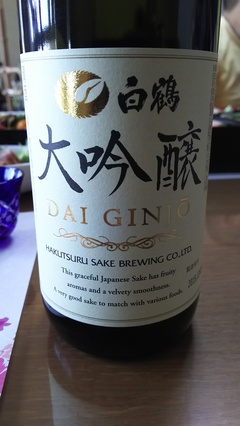 白鶴
大吟醸
DAI GINJŌ
HAKUTSURU SAKE BREWING CO.,LTD.
This graceful Japanese Sake has fruity
aromas and a velvety smoothness.
A very good sake to match with various foods.